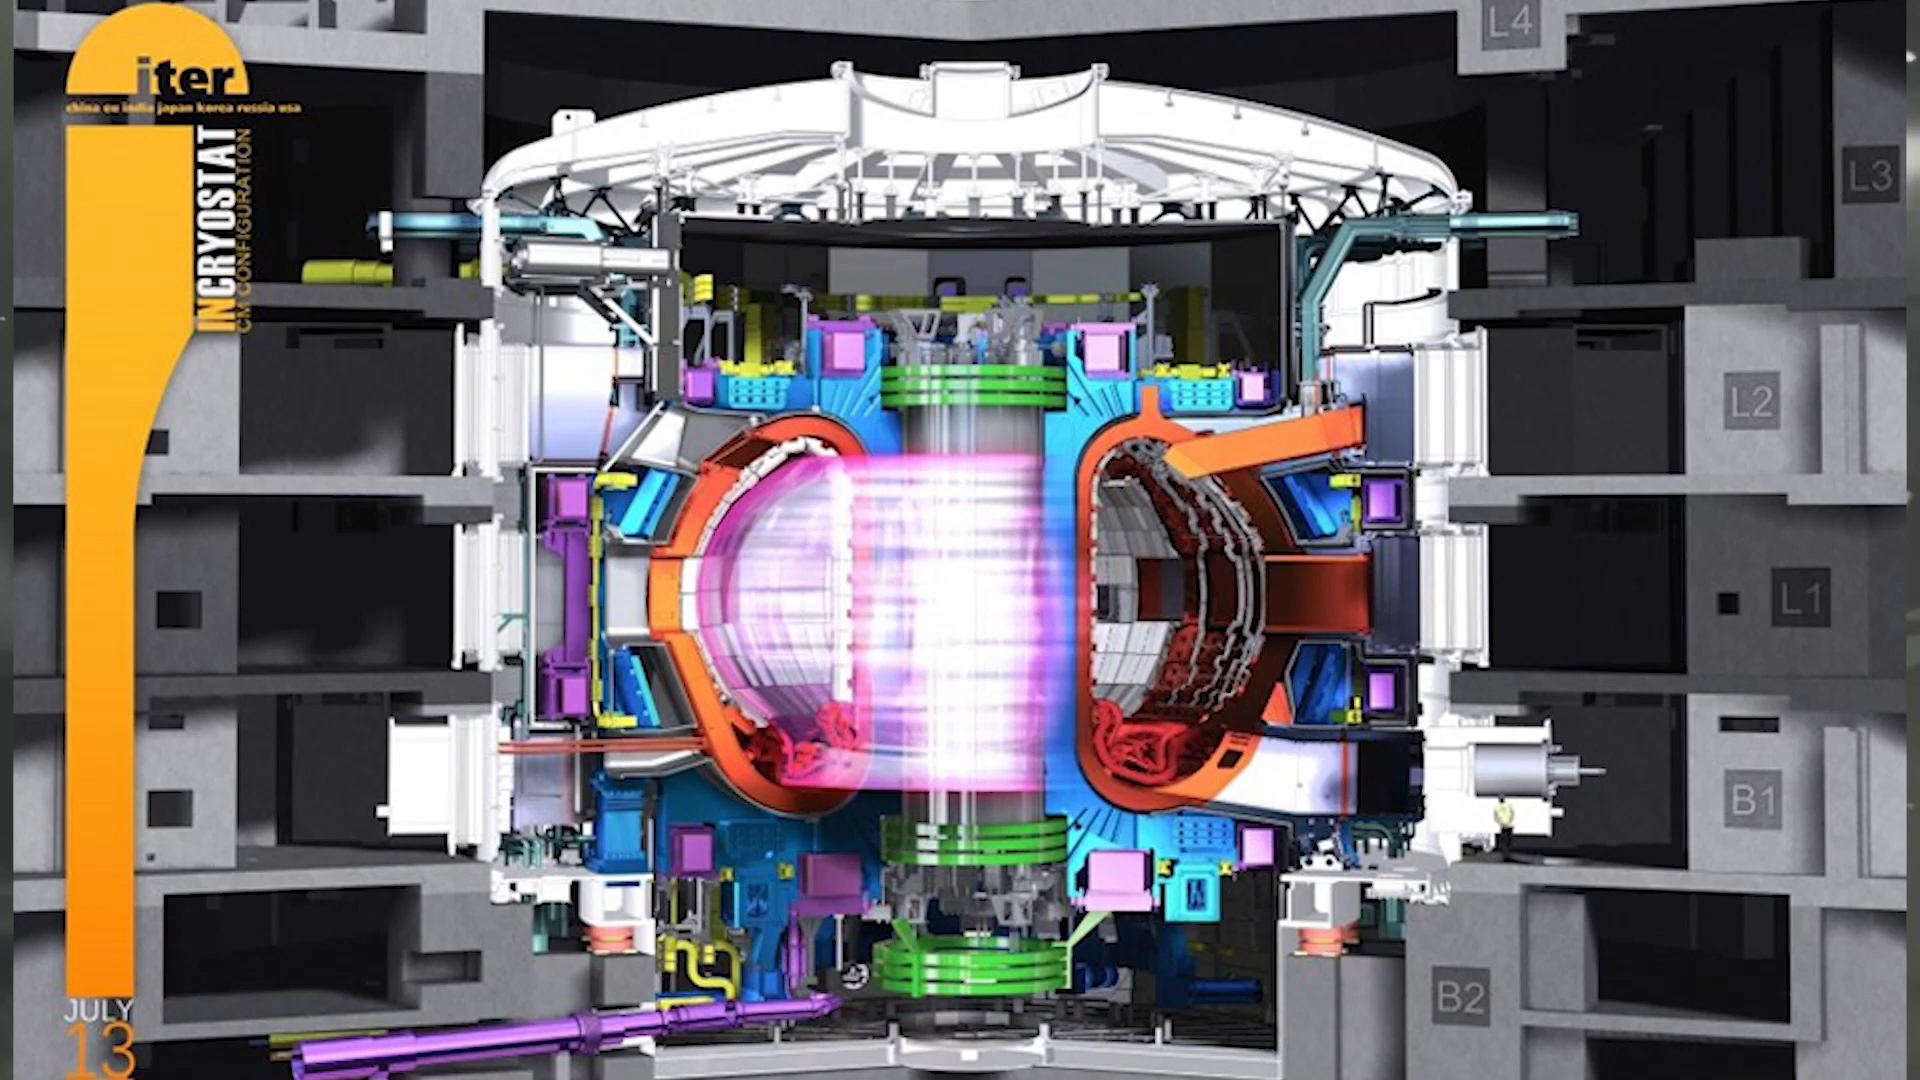 iter
china eu india japan korea russia usa
INCRYOSTAT
CM CONFIGURATION
JULY
13
L4
L3
L2
L1
B1
B2